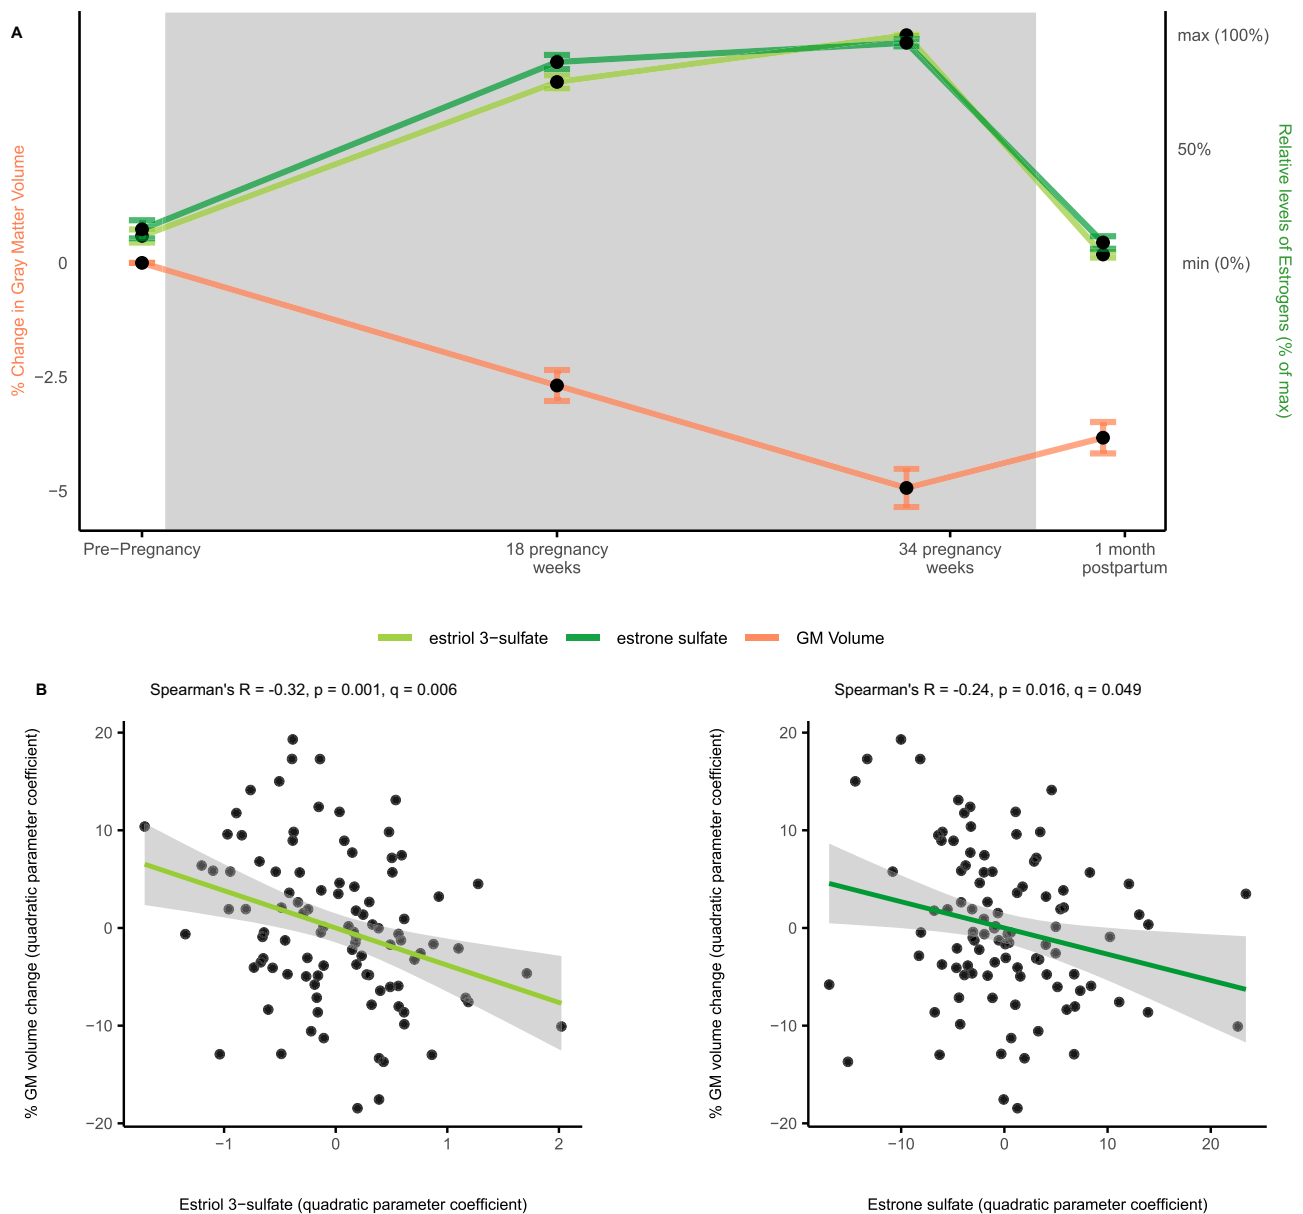 A
% Change in Gray Matter Volume
0
−2.5
−5
max (100%)
50%
min (0%)
Relative levels of Estrogens (% of max)
Pre−Pregnancy
18 pregnancy
weeks
34 pregnancy
weeks
1 month
postpartum
estriol 3−sulfate
estrone sulfate
GM Volume
B
Spearman's R = -0.32, p = 0.001, q = 0.006
% GM volume change (quadratic parameter coefficient)
20
10
0
−10
−20
−1
0
1
2
Estriol 3−sulfate (quadratic parameter coefficient)
Spearman's R = -0.24, p = 0.016, q = 0.049
% GM volume change (quadratic parameter coefficient)
20
10
0
−10
−20
−10
0
10
20
Estrone sulfate (quadratic parameter coefficient)